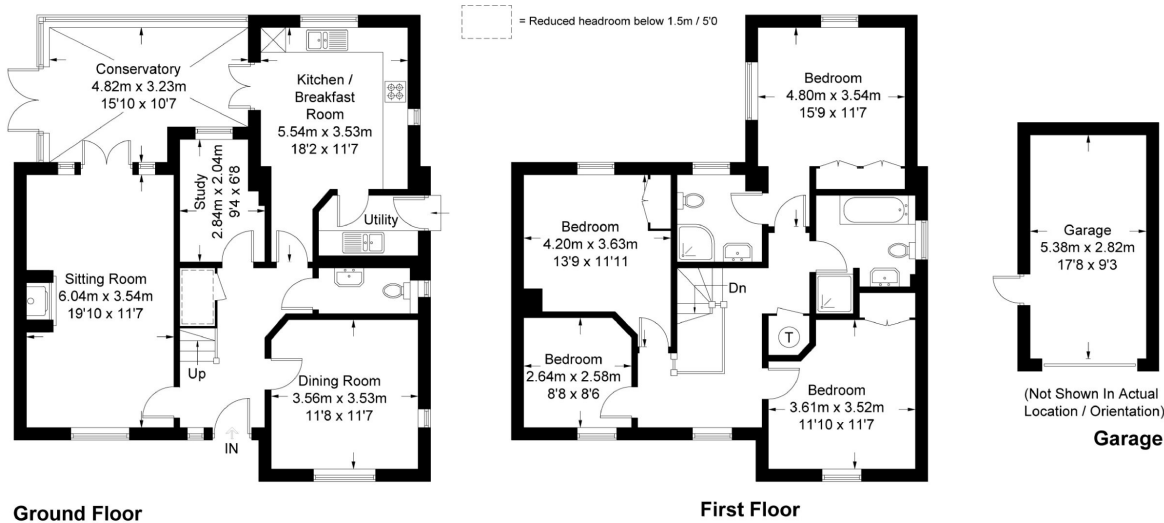 = Reduced headroom below 1.5m / 5'0
Conservatory
4.82m x 3.23m
15'10 x 10'7
Kitchen /
Breakfast
Room
5.54m x 3.53m
18'2 x 11'7
Study
2.84m x 2.04m
9'4 x 6'8
Utility
Sitting Room
6.04m x 3.54m
19'10 x 11'7
Up
Dining Room
3.56m x 3.53m
11'8 x 11'7
IN
Ground Floor
Bedroom
4.80m x 3.54m
15'9 x 11'7
Bedroom
4.20m x 3.63m
13'9 x 11'11
Dn
T
Bedroom
2.64m x 2.58m
8'8 x 8'6
Bedroom
3.61m x 3.52m
11'10 x 11'7
First Floor
Garage
5.38m x 2.82m
17'8 x 9'3
(Not Shown In Actual
Location / Orientation)
Garage